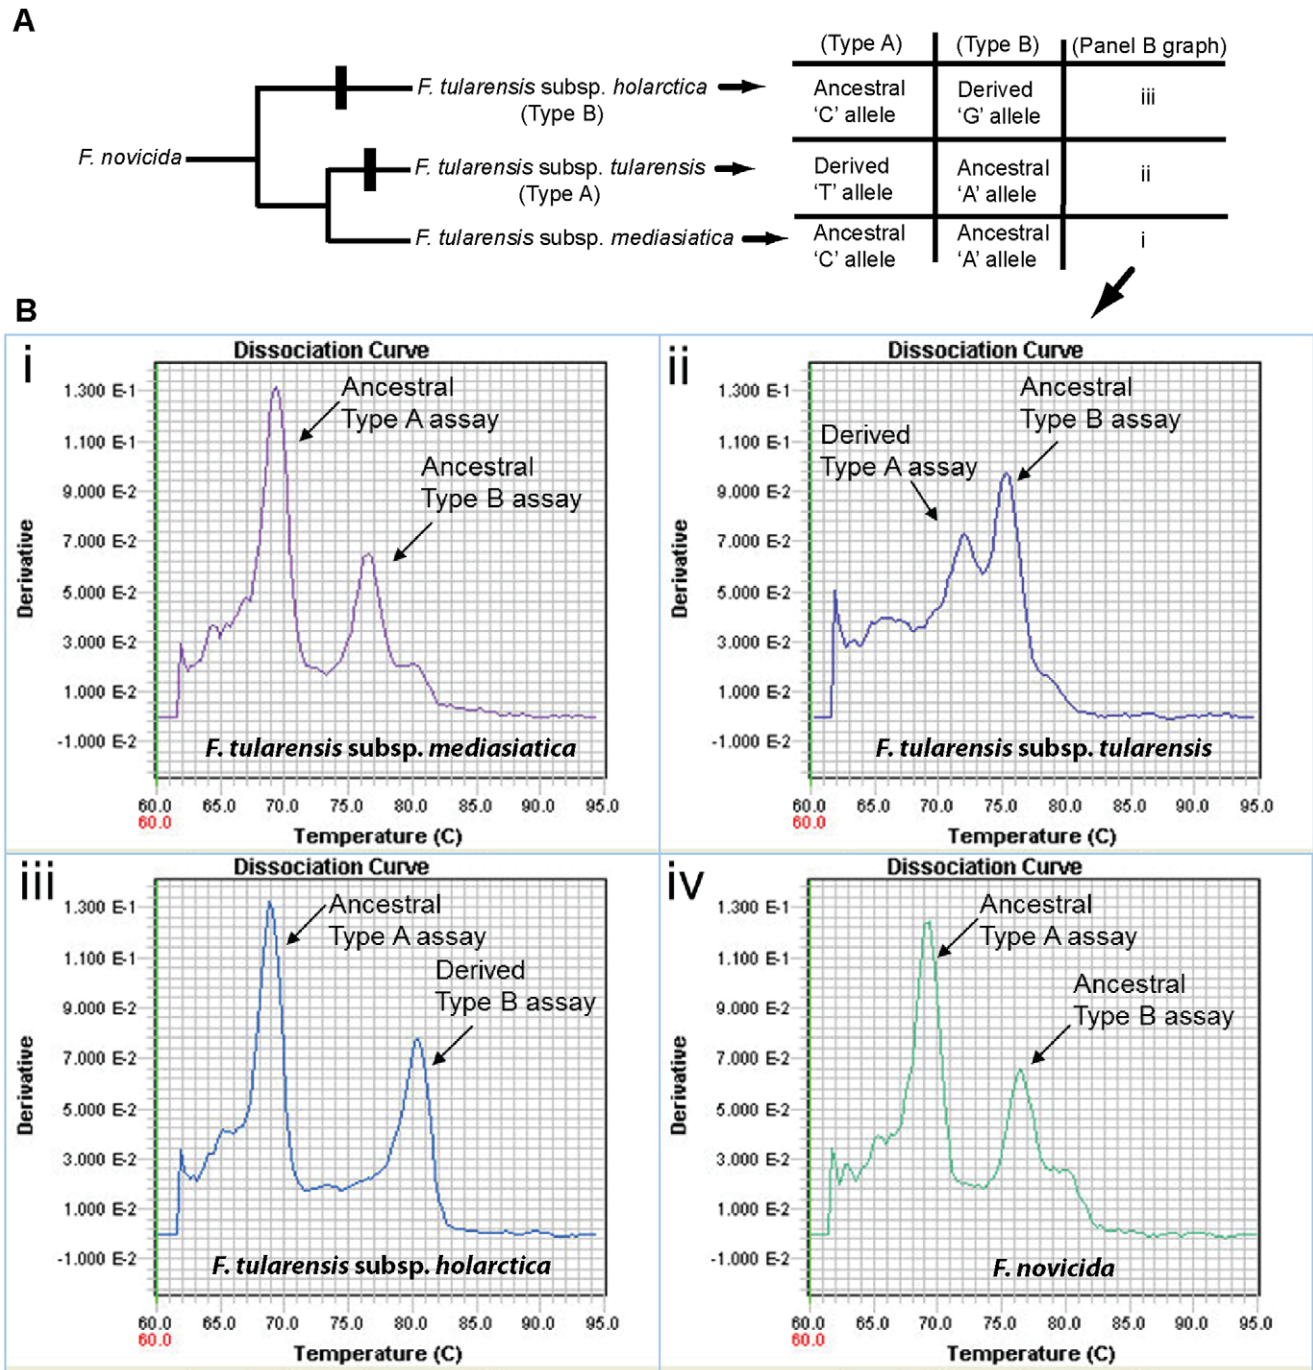 A
(Type A) (Type B) (Panel B graph)
F. tularensis subsp. holarctica
(Type B)
Ancestral
'C' allele
Derived
'G' allele
iii
F. novicida
F. tularensis subsp. tularensis
(Type A)
Derived
'T' allele
Ancestral
'A' allele
ii
F. tularensis subsp. mediasiatica
Ancestral
'C' allele
Ancestral
'A' allele
i
B
i
Dissociation Curve
Derivative
1.300 E-1
1.100 E-1
9.000 E-2
7.000 E-2
5.000 E-2
3.000 E-2
1.000 E-2
-1.000 E-2
Ancestral
Type A assay
Ancestral
Type B assay
F. tularensis subsp. mediasiatica
60.0 65.0 70.0 75.0 80.0 85.0 90.0 95.0
60.0
Temperature (C)
ii
Dissociation Curve
Derivative
1.300 E-1
1.100 E-1
9.000 E-2
7.000 E-2
5.000 E-2
3.000 E-2
1.000 E-2
-1.000 E-2
Derived
Type A assay
Ancestral
Type B assay
F. tularensis subsp. tularensis
60.0 65.0 70.0 75.0 80.0 85.0 90.0 95.0
60.0
Temperature (C)
iii
Dissociation Curve
Derivative
1.300 E-1
1.100 E-1
9.000 E-2
7.000 E-2
5.000 E-2
3.000 E-2
1.000 E-2
-1.000 E-2
Ancestral
Type A assay
Derived
Type B assay
F. tularensis subsp. holarctica
60.0 65.0 70.0 75.0 80.0 85.0 90.0 95.0
60.0
Temperature (C)
iv
Dissociation Curve
Derivative
1.300 E-1
1.100 E-1
9.000 E-2
7.000 E-2
5.000 E-2
3.000 E-2
1.000 E-2
-1.000 E-2
Ancestral
Type A assay
Ancestral
Type B assay
F. novicida
60.0 65.0 70.0 75.0 80.0 85.0 90.0 95.0
60.0
Temperature (C)